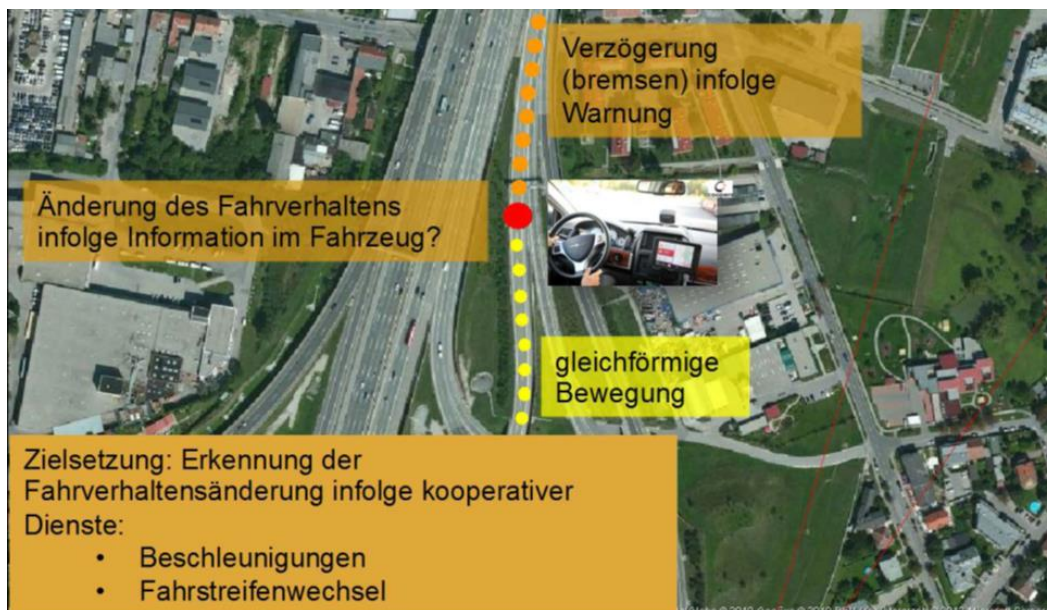 Verzögerung
(bremsen) infolge
Warnung
Änderung des Fahrverhaltens
infolge Information im Fahrzeug?
gleichförmige
Bewegung
Zielsetzung: Erkennung der
Fahrverhaltensänderung infolge kooperativer
Dienste:
• Beschleunigungen
• Fahrstreifenwechsel